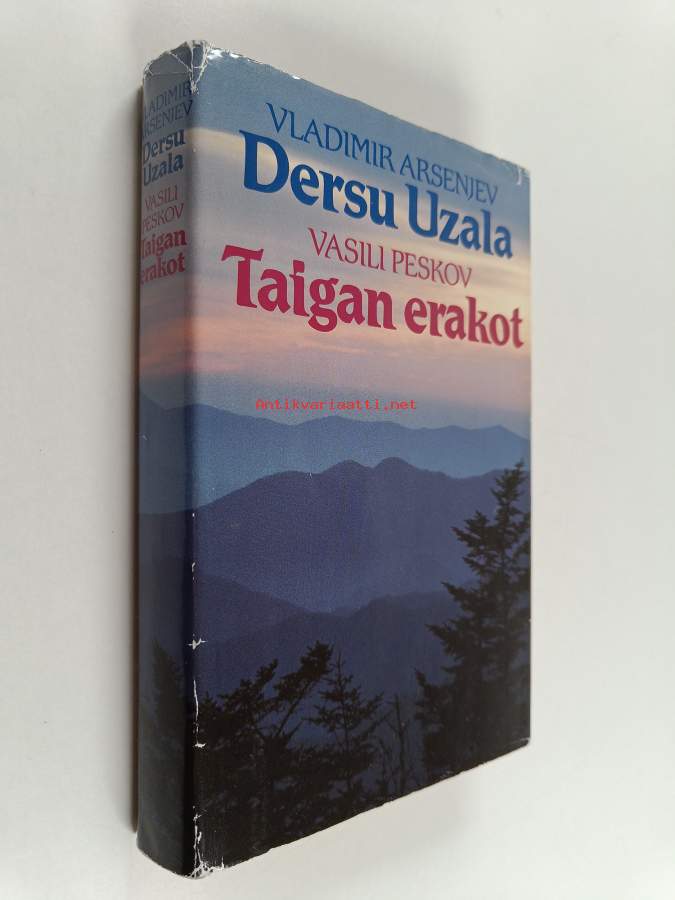 VLADIMIR
ARSENJEV
Dersu
Uzala
VASILI
PESKOV
Taigan
erakot
VLADIMIR ARSENJEV
Dersu Uzala
VASILI PESKOV
Taigan erakot
Antikvariaatti.net